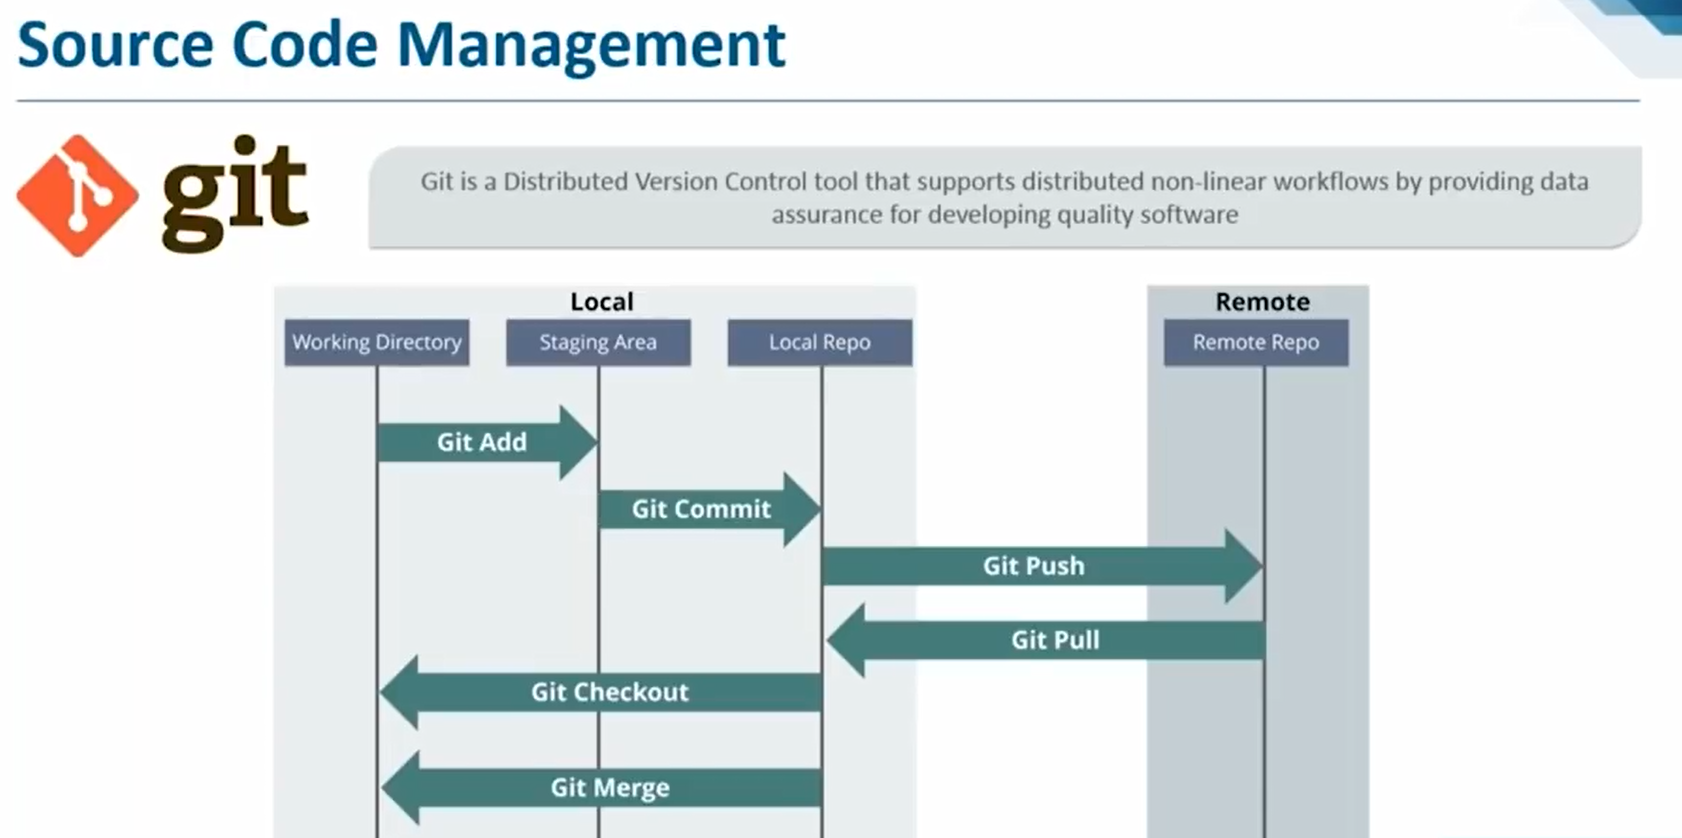 Source Code Management
git
Git is a Distributed Version Control tool that supports distributed non-linear workflows by providing data
assurance for developing quality software
Local
Remote
Working Directory
Staging Area
Local Repo
Remote Repo
Git Add
Git Commit
Git Push
Git Pull
Git Checkout
Git Merge